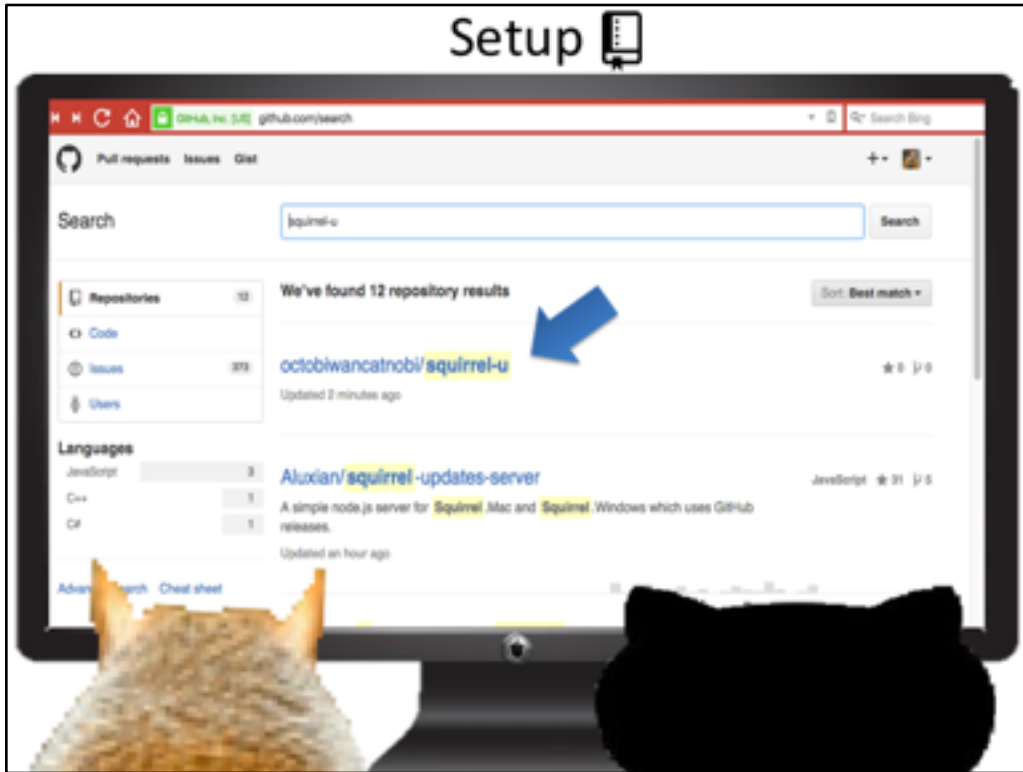 Setup
GitHub, Inc. [US] github.com/search
Search Bing
Pull requests Issues Gist
Search
squirrel-u
Search
Repositories 12
We've found 12 repository results
Sort: Best match
Code
Issues 373
octobiwancatnobi/squirrel-u
0 0
Updated 2 minutes ago
Users
Languages
JavaScript 3
C++ 1
C# 1
Aluxian/squirrel-updates-server
JavaScript 31 5
A simple node.js server for Squirrel.Mac and Squirrel.Windows which uses GitHub
releases.
Updated an hour ago
Cheat sheet